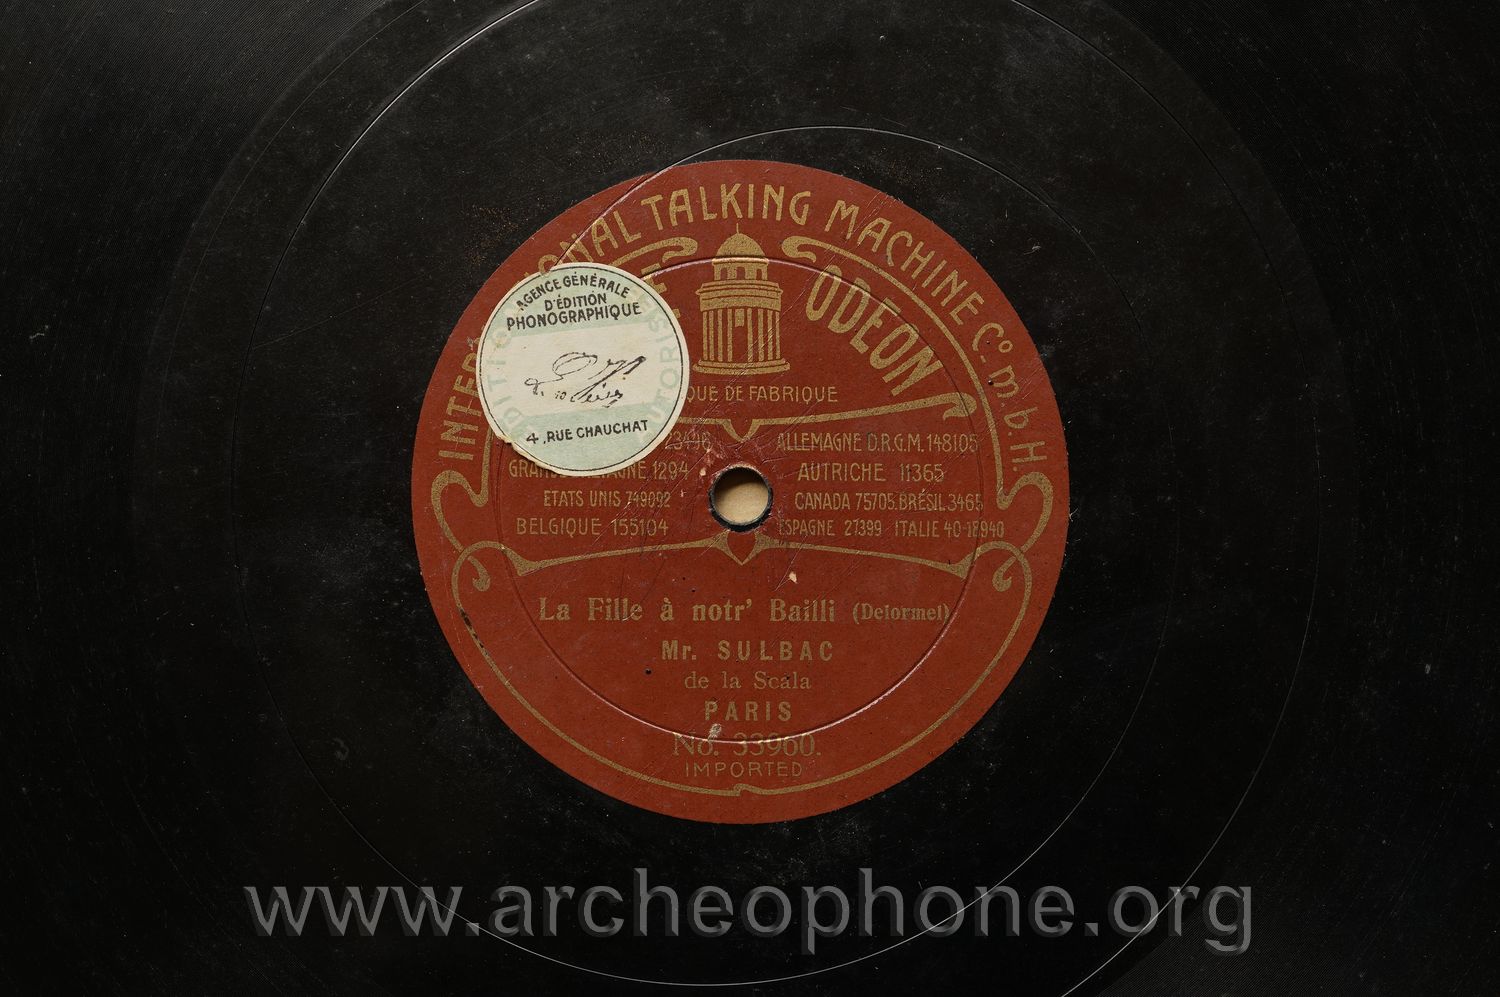 INTERNATIONAL TALKING MACHINE Co. m.b.H.
ODEON
AGENCE GÉNÉRALE
D'ÉDITION
PHONOGRAPHIQUE
4, RUE CHAUCHAT
QUE DE FABRIQUE
ALLEMAGNE D.R.G.M. 148105
1294 AUTRICHE 11365
ETATS UNIS 749092 CANADA 75705. BRÉSIL 3465
BELGIQUE 155104 ESPAGNE 27399 ITALIE 40-18940
La Fille à notr' Bailli (Delormel)
Mr. SULBAC
de la Scala
PARIS
No. 33960.
IMPORTED
www.archeophone.org